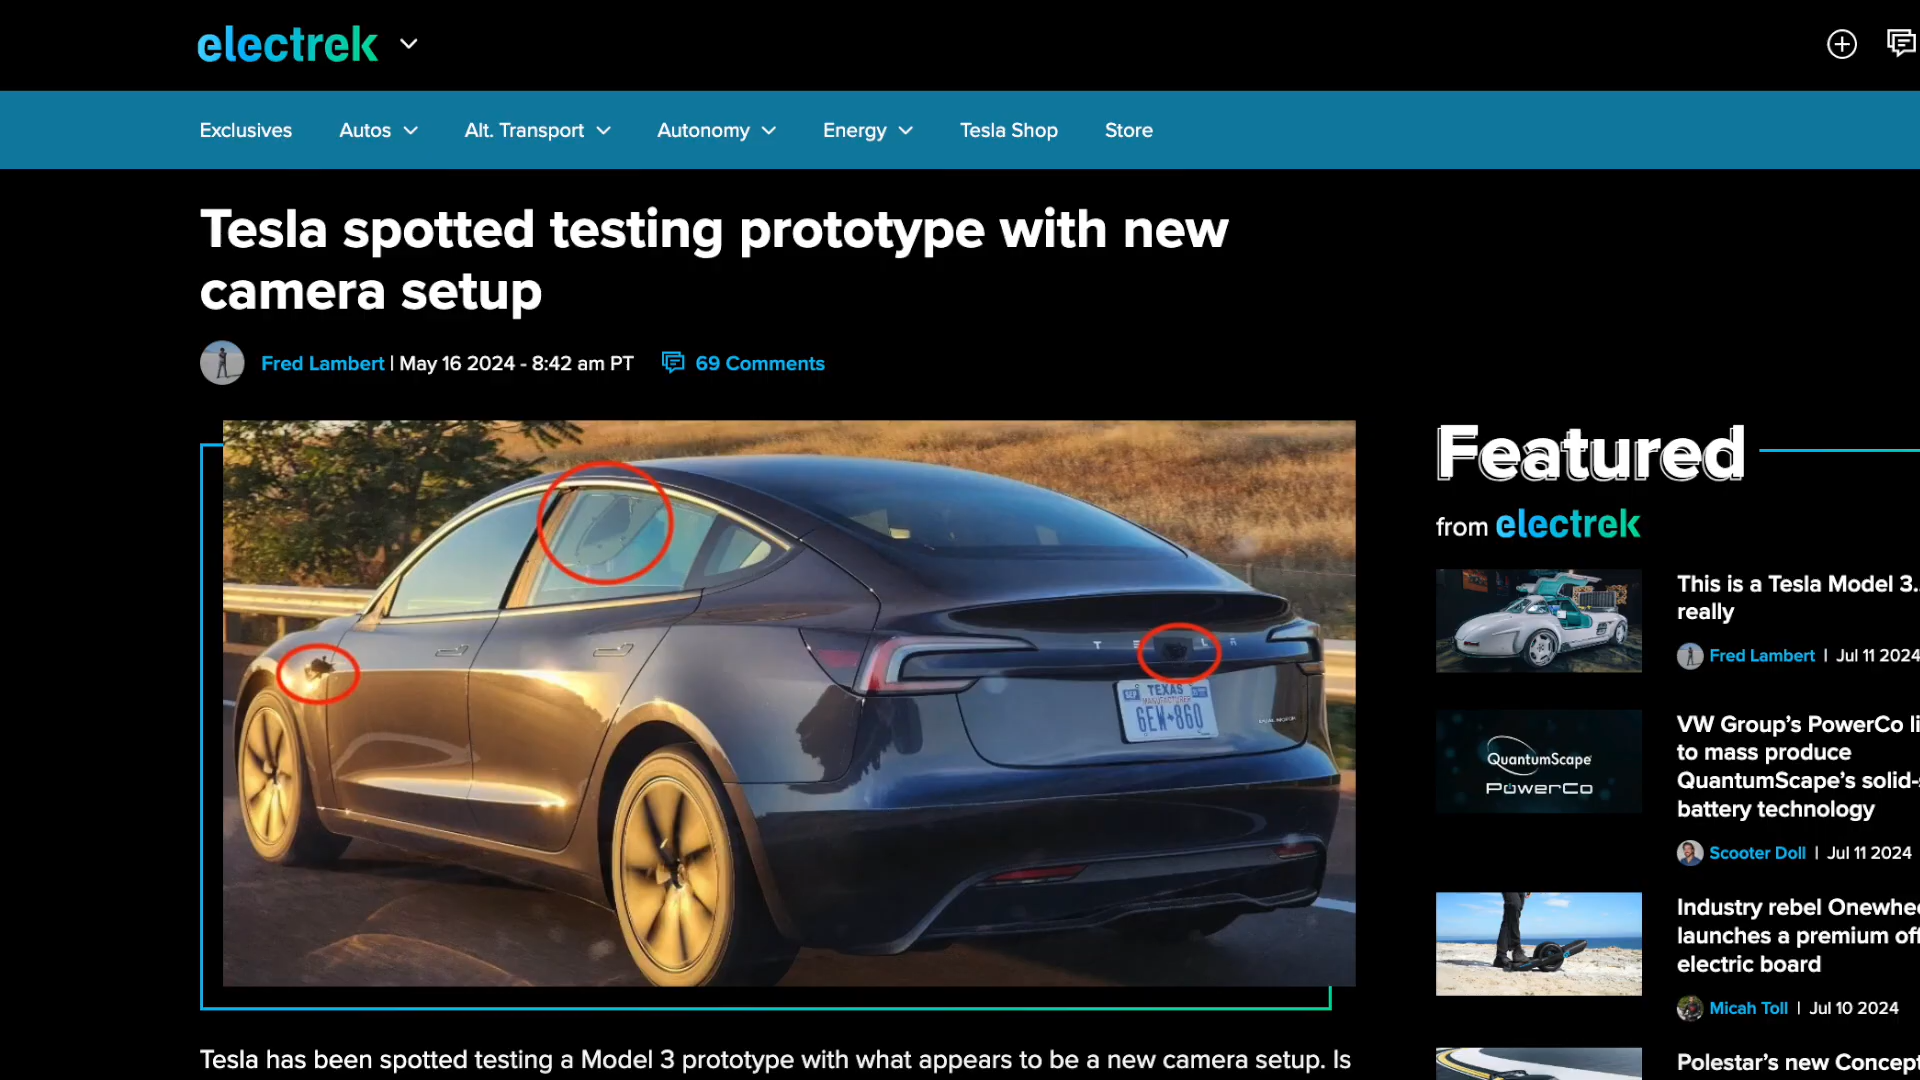 electrek
Exclusives
Autos
Alt. Transport
Autonomy
Energy
Tesla Shop
Store
Tesla spotted testing prototype with new
camera setup
Fred Lambert | May 16 2024 - 8:42 am PT
69 Comments
T E L A
TEXAS
MANUFACTURER
6EW 860
Tesla has been spotted testing a Model 3 prototype with what appears to be a new camera setup. Is
Featured
from electrek
This is a Tesla Model 3..
really
Fred Lambert | Jul 11 2024
QuantumScape
PowerCo
VW Group's PowerCo li
to mass produce
QuantumScape's solid-
battery technology
Scooter Doll | Jul 11 2024
Industry rebel Onewhe
launches a premium off
electric board
Micah Toll | Jul 10 2024
Polestar's new Concept